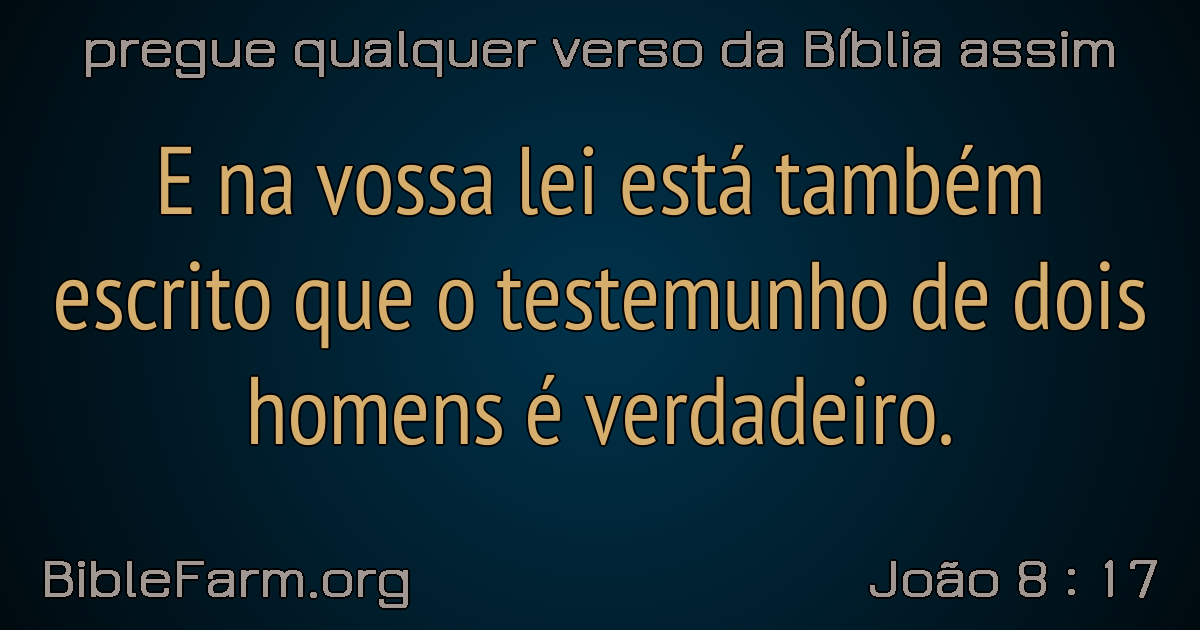 pregue qualquer verso da Bíblia assim
E na vossa lei está também
escrito que o testemunho de dois
homens é verdadeiro.
BibleFarm.org
João 8 : 17